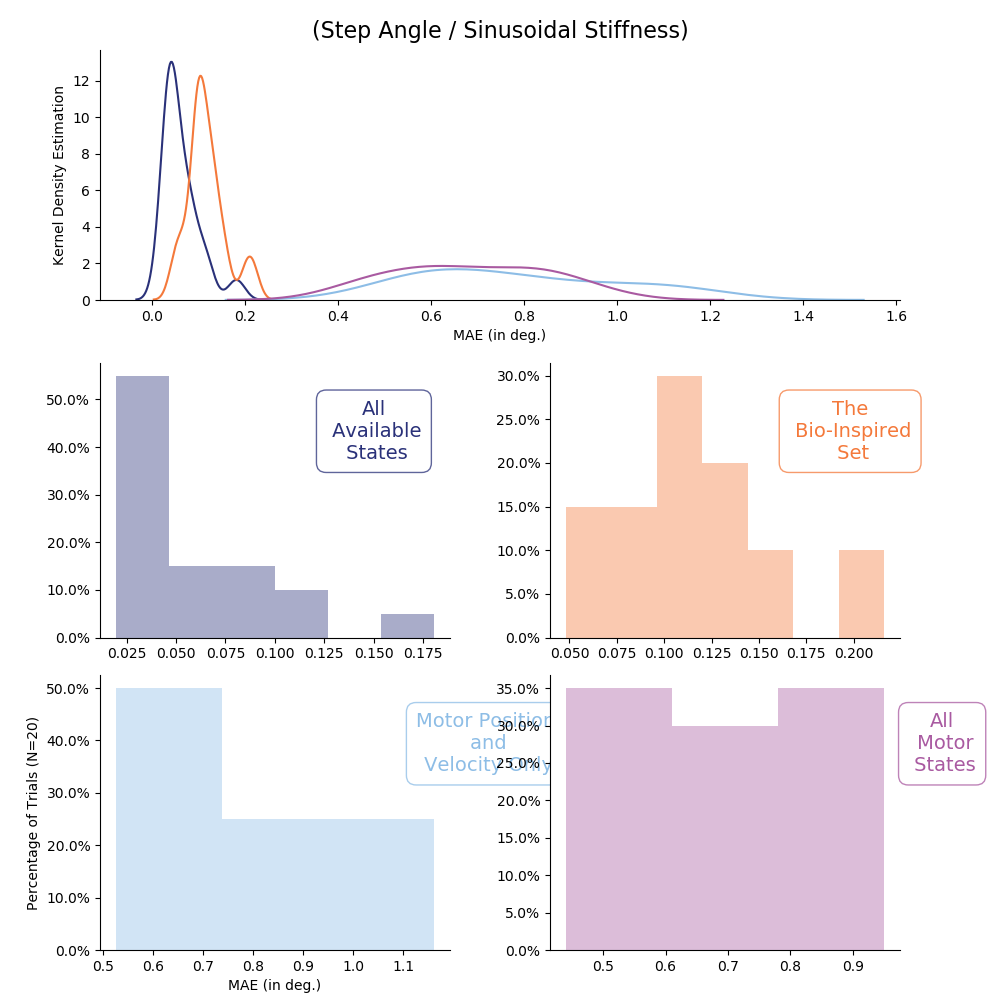 (Step Angle / Sinusoidal Stiffness)
Kernel Density Estimation
12
10
8
6
4
2
0
0.0 0.2 0.4 0.6 0.8 1.0 1.2 1.4 1.6
MAE (in deg.)
50.0%
40.0%
30.0%
20.0%
10.0%
0.0%
All
Available
States
0.025 0.050 0.075 0.100 0.125 0.150 0.175
30.0%
25.0%
20.0%
15.0%
10.0%
5.0%
0.0%
The
Bio-Inspired
Set
0.050 0.075 0.100 0.125 0.150 0.175 0.200
Percentage of Trials (N=20)
50.0%
40.0%
30.0%
20.0%
10.0%
0.0%
Motor Position
and
Velocity Only
0.5 0.6 0.7 0.8 0.9 1.0 1.1
MAE (in deg.)
35.0%
30.0%
25.0%
20.0%
15.0%
10.0%
5.0%
0.0%
All
Motor
States
0.5 0.6 0.7 0.8 0.9